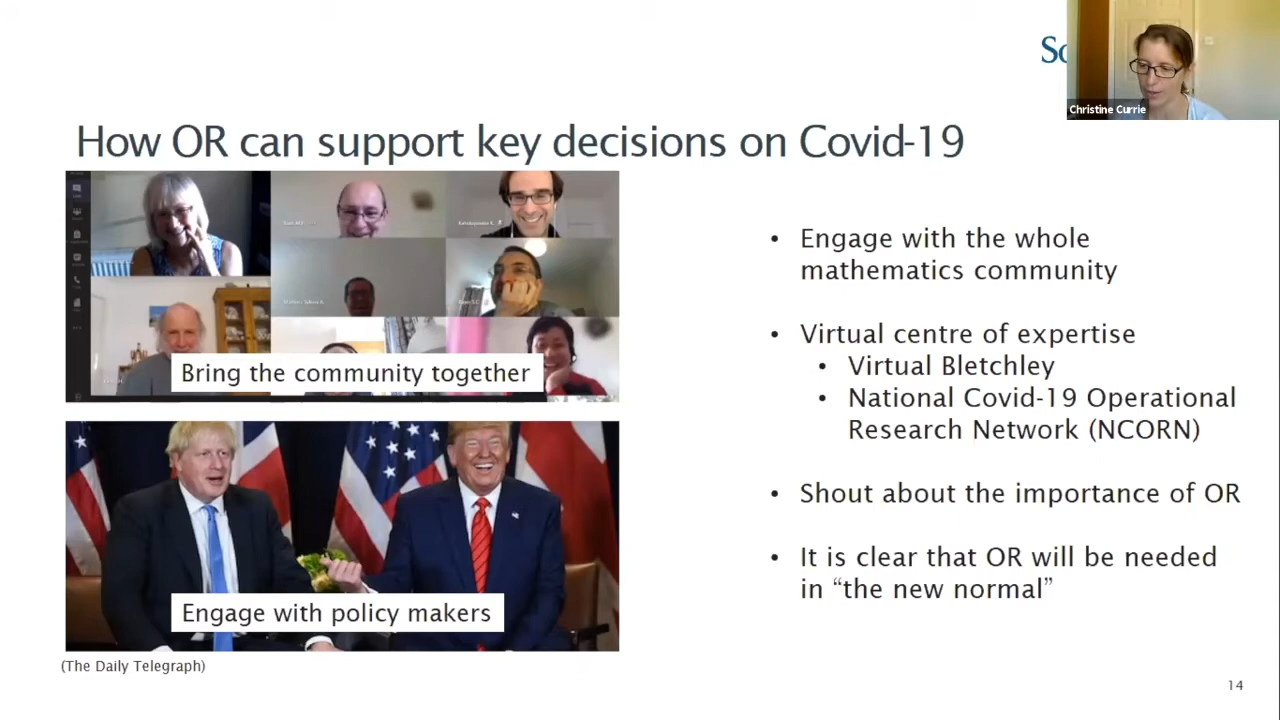 Christine Currie
How OR can support key decisions on Covid-19
Bring the community together
Engage with policy makers
(The Daily Telegraph)
• Engage with the whole
mathematics community
• Virtual centre of expertise
• Virtual Bletchley
• National Covid-19 Operational
Research Network (NCORN)
• Shout about the importance of OR
• It is clear that OR will be needed
in “the new normal”
14